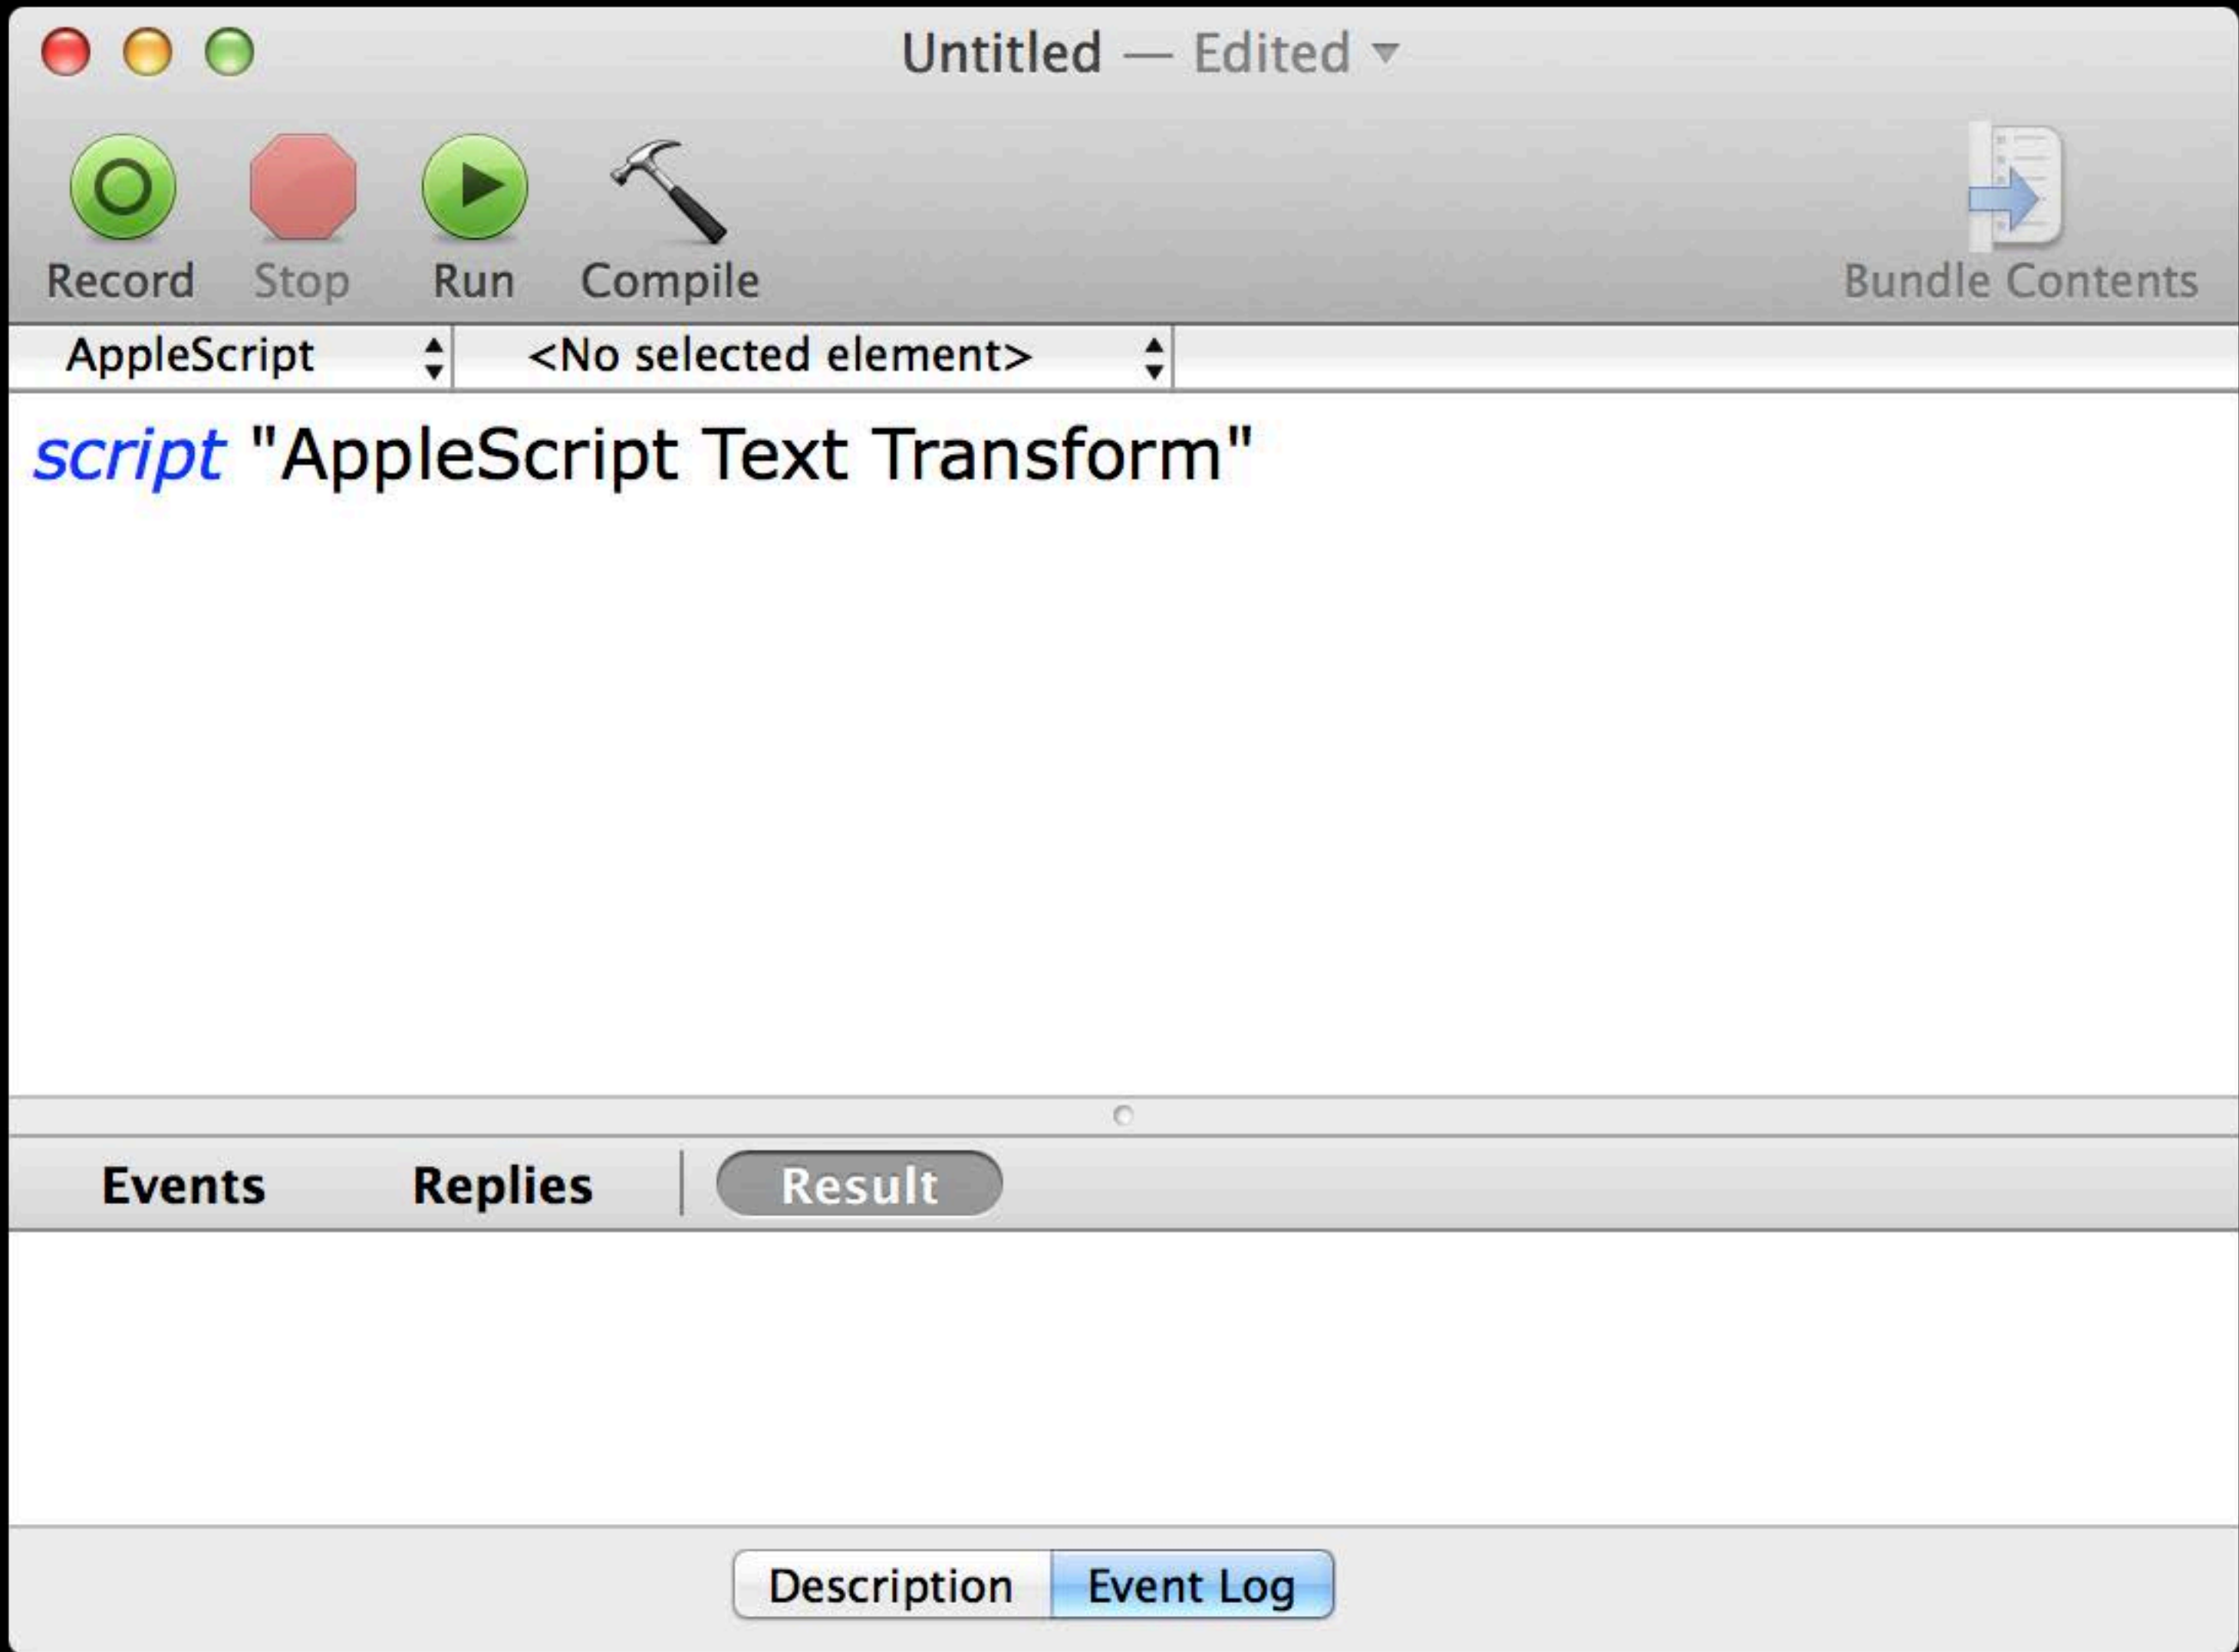 Untitled — Edited
Record Stop Run Compile Bundle Contents
AppleScript <No selected element>
script "AppleScript Text Transform"
Events Replies Result
Description Event Log